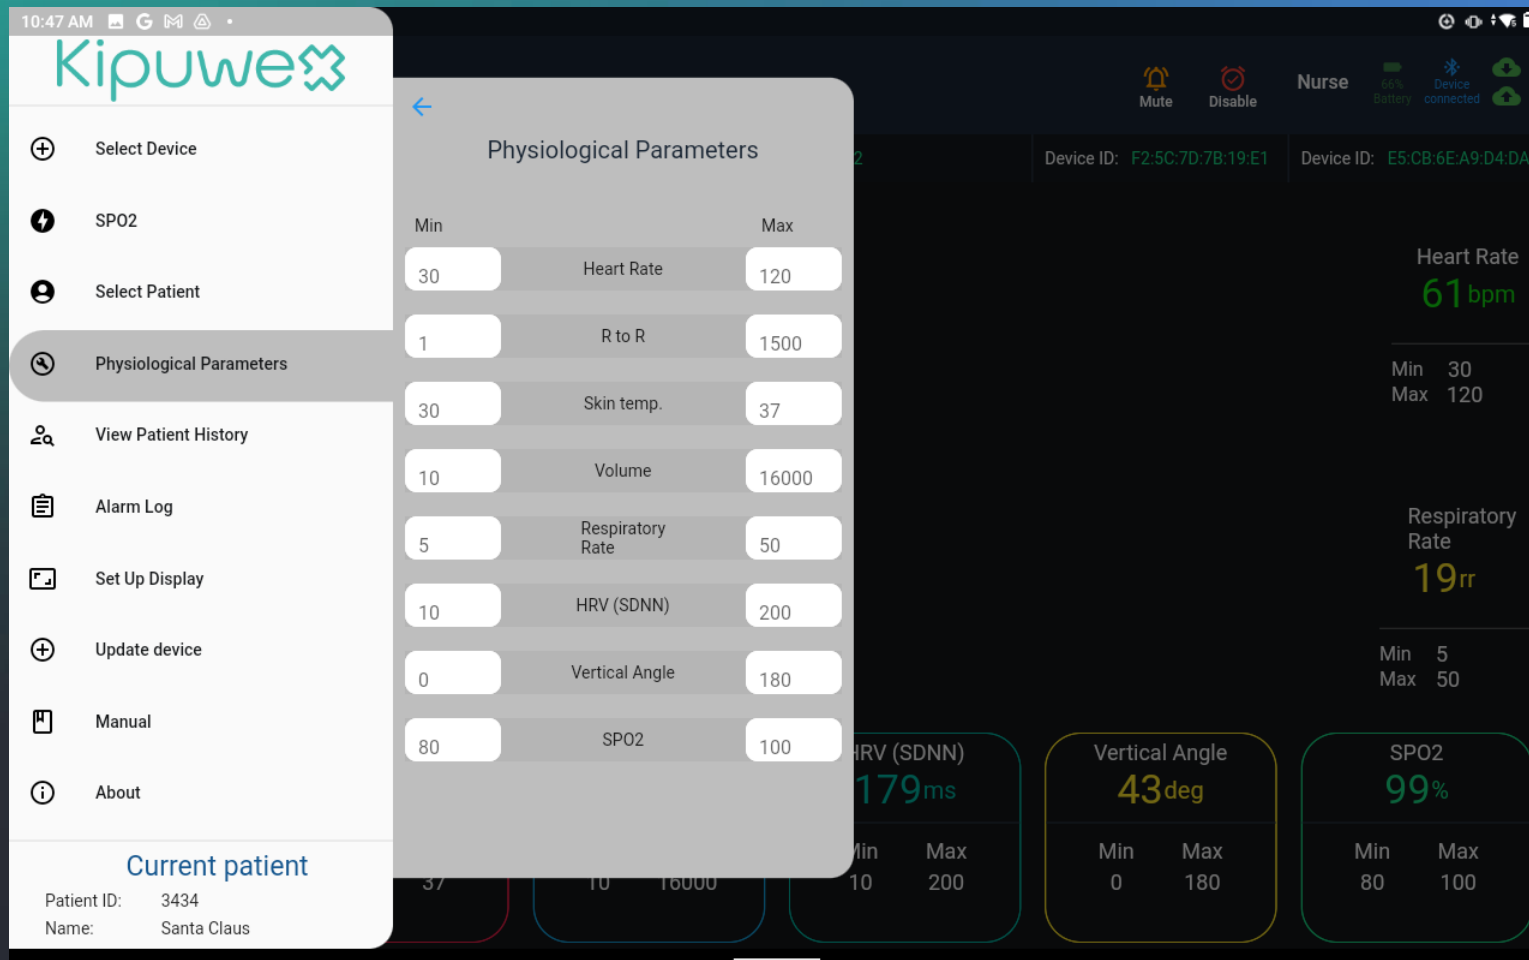 10:47 AM
Kipuwex
Select Device
SPO2
Select Patient
Physiological Parameters
View Patient History
Alarm Log
Set Up Display
Update device
Manual
About
Current patient
Patient ID: 3434
Name: Santa Claus
Physiological Parameters
Min Max
30 Heart Rate 120
1 R to R 1500
30 Skin temp. 37
10 Volume 16000
5 Respiratory Rate 50
10 HRV (SDNN) 200
0 Vertical Angle 180
80 SPO2 100
Mute
Disable
Nurse
66%
Battery
Device
connected
2
Device ID: F2:5C:7D:7B:19:E1
Device ID: E5:CB:6E:A9:D4:DA
Heart Rate
61 bpm
Min 30
Max 120
Respiratory
Rate
19 rr
Min 5
Max 50
37
10 16000
HRV (SDNN)
179 ms
Min Max
10 200
Vertical Angle
43 deg
Min Max
0 180
SPO2
99 %
Min Max
80 100